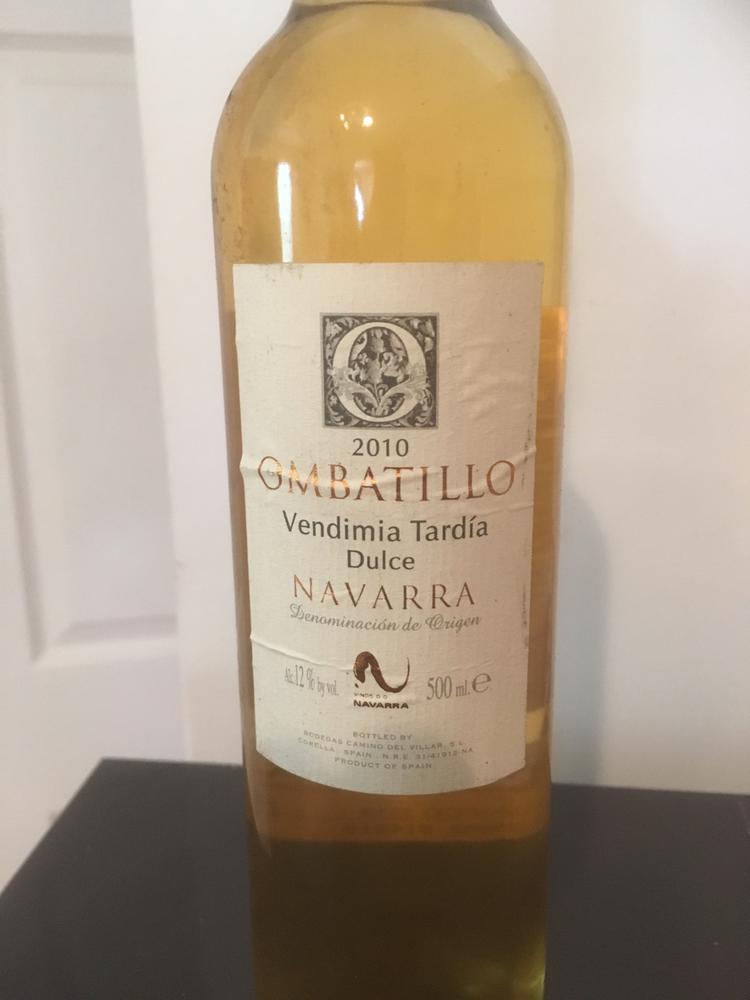 O
2010
OMBATILLO
Vendimia Tardía
Dulce
NAVARRA
Denominación de Origen
Alc.12 % by vol.
VINOS D.O.
NAVARRA
500 ml. e
BOTTLED BY
BODEGAS CAMINO DEL VILLAR, S.L.
CORELLA - SPAIN - N.R.E. 31/41912-NA
PRODUCT OF SPAIN